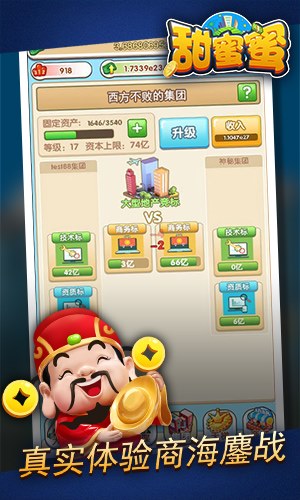 甜蜜蜜
918
1.7339e23
西方不败的集团
固定资产： 1646/3540
等级：17 资本上限：74亿
升级
收入
1.1047e27
test88集团
神秘集团
大型地产竞标
VS
技术标
42亿
商务标
3亿
-2
商务标
66亿
技术标
0亿
资质标
资质标
6亿
真实体验商海鏖战